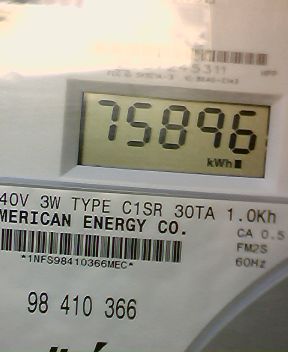 5311
75896
kWh
40V 3W TYPE C1SR 30TA 1.0Kh
MERICAN ENERGY CO.
CA 0.5
FM2S
60Hz
*1NFS98410366MEC*
98 410 366